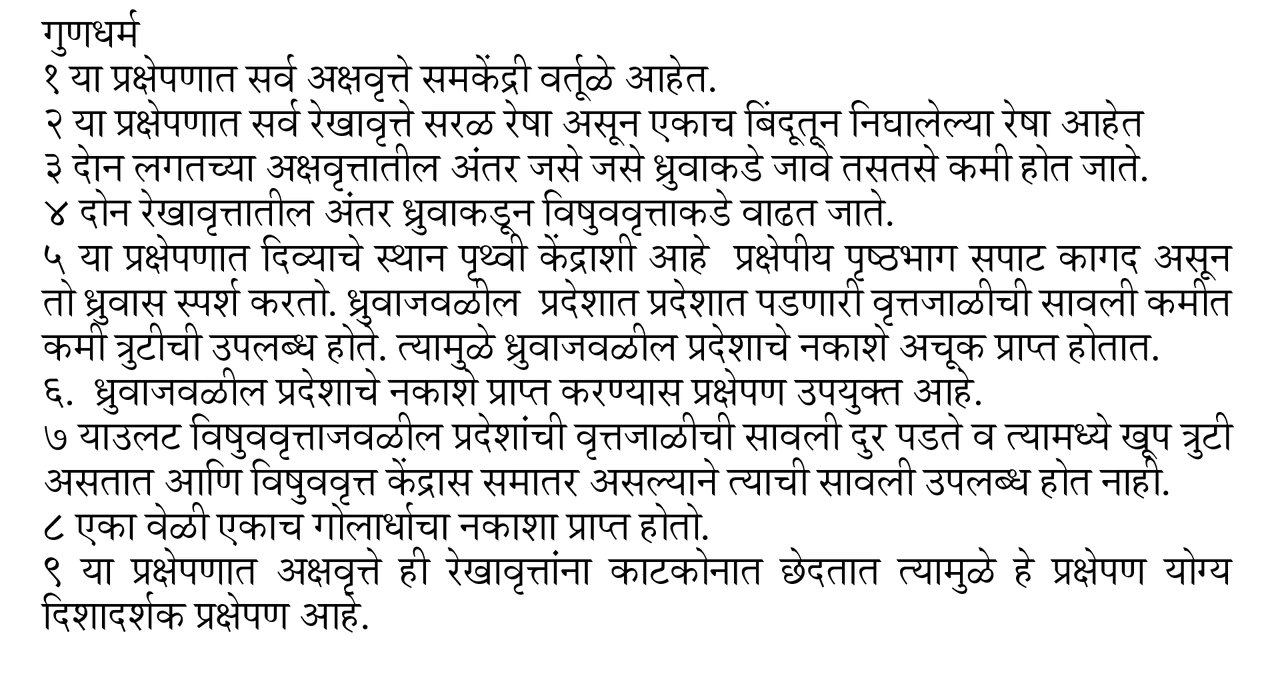 गुणधर्म
१ या प्रक्षेपणात सर्व अक्षवृत्ते समकेंद्री वर्तूळे आहेत.
२ या प्रक्षेपणात सर्व रेखावृत्ते सरळ रेषा असून एकाच बिंदूतून निघालेल्या रेषा आहेत
३ दोन लगतच्या अक्षवृत्तातील अंतर जसे जसे ध्रुवाकडे जावे तसतसे कमी होत जाते.
४ दोन रेखावृत्तातील अंतर ध्रुवाकडून विषुववृत्ताकडे वाढत जाते.
५ या प्रक्षेपणात दिव्याचे स्थान पृथ्वी केंद्राशी आहे प्रक्षेपीय पृष्ठभाग सपाट कागद असून
तो ध्रुवास स्पर्श करतो. ध्रुवाजवळील प्रदेशात प्रदेशात पडणारी वृत्तजाळीची सावली कमीत
कमी त्रुटीची उपलब्ध होते. त्यामुळे ध्रुवाजवळील प्रदेशाचे नकाशे अचूक प्राप्त होतात.
६. ध्रुवाजवळील प्रदेशाचे नकाशे प्राप्त करण्यास प्रक्षेपण उपयुक्त आहे.
७ याउलट विषुववृत्ताजवळील प्रदेशांची वृत्तजाळीची सावली दुर पडते व त्यामध्ये खूप त्रुटी
असतात आणि विषुववृत्त केंद्रास समातर असल्याने त्याची सावली उपलब्ध होत नाही.
८ एका वेळी एकाच गोलार्धाचा नकाशा प्राप्त होतो.
९ या प्रक्षेपणात अक्षवृत्ते ही रेखावृत्तांना काटकोनात छेदतात त्यामुळे हे प्रक्षेपण योग्य
दिशादर्शक प्रक्षेपण आहे.